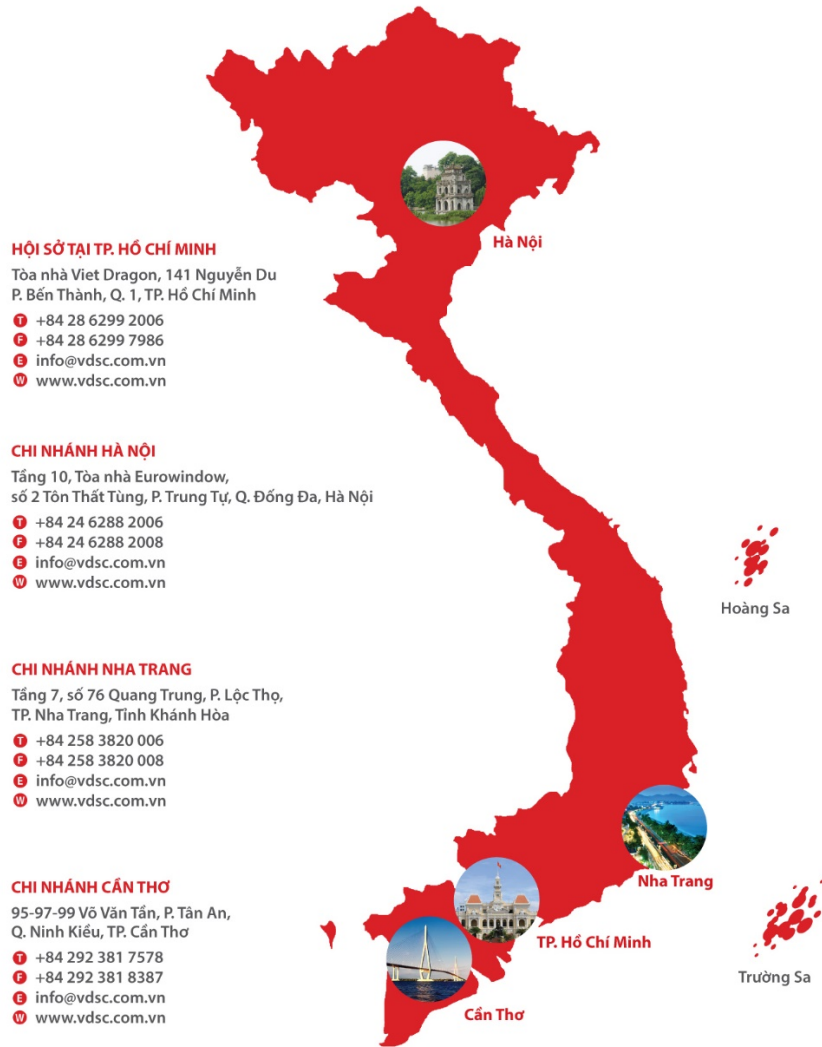 HỘI SỞ TẠI TP. HỒ CHÍ MINH
Tòa nhà Viet Dragon, 141 Nguyễn Du
P. Bến Thành, Q. 1, TP. Hồ Chí Minh
T +84 28 6299 2006
F +84 28 6299 7986
E info@vdsc.com.vn
W www.vdsc.com.vn
CHI NHÁNH HÀ NỘI
Tầng 10, Tòa nhà Eurowindow,
số 2 Tôn Thất Tùng, P. Trung Tự, Q. Đống Đa, Hà Nội
T +84 24 6288 2006
F +84 24 6288 2008
E info@vdsc.com.vn
W www.vdsc.com.vn
CHI NHÁNH NHA TRANG
Tầng 7, số 76 Quang Trung, P. Lộc Thọ,
TP. Nha Trang, Tỉnh Khánh Hòa
T +84 258 3820 006
F +84 258 3820 008
E info@vdsc.com.vn
W www.vdsc.com.vn
CHI NHÁNH CẦN THƠ
95-97-99 Võ Văn Tần, P. Tân An,
Q. Ninh Kiều, TP. Cần Thơ
T +84 292 381 7578
F +84 292 381 8387
E info@vdsc.com.vn
W www.vdsc.com.vn
Hà Nội
Hoàng Sa
Nha Trang
TP. Hồ Chí Minh
Trường Sa
Cần Thơ